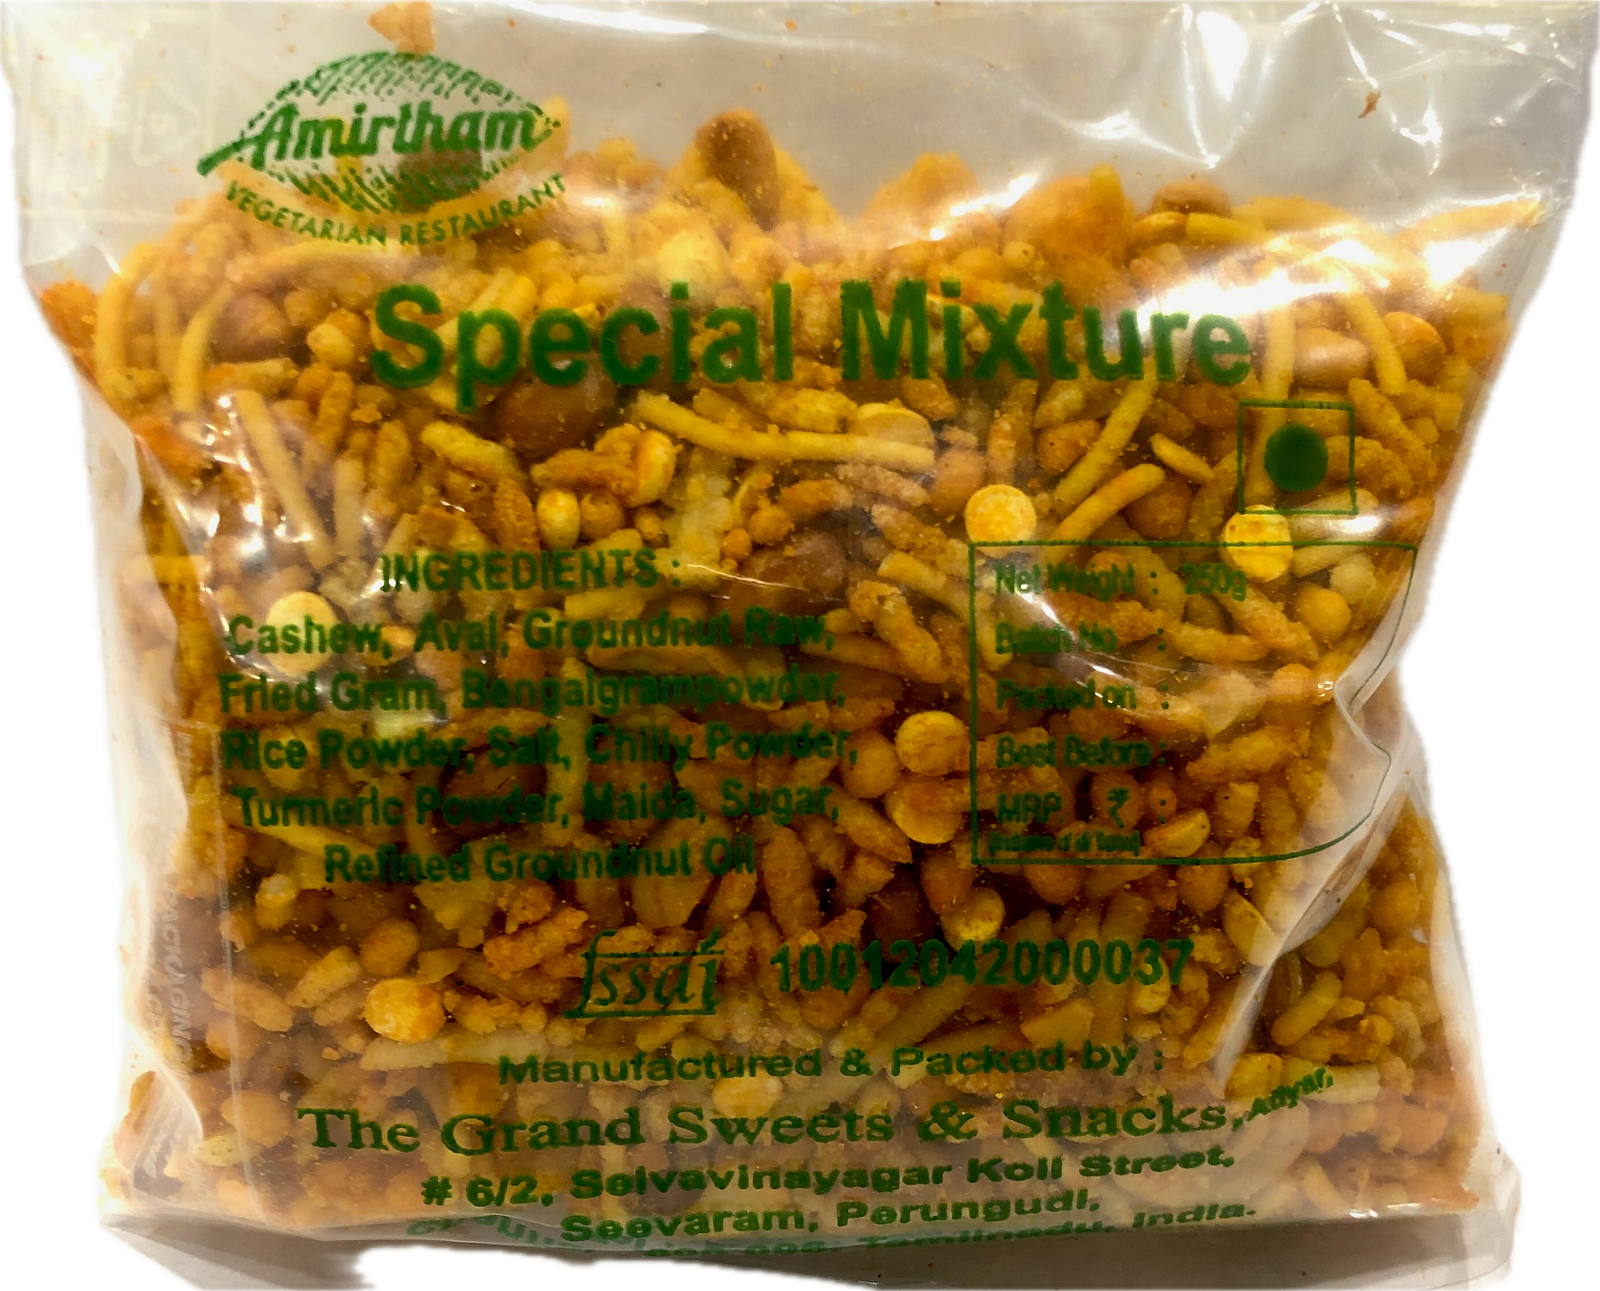 Amirtham
VEGETARIAN RESTAURANT
Special Mixture
INGREDIENTS :
Cashew, Aval, Groundnut Raw,
Fried Gram, Bengalgrampowder,
Rice Powder, Salt, Chilly Powder,
Turmeric Powder, Maida, Sugar,
Refined Groundnut Oil
Net Weight : 250g
Batch No. :
Packed on :
Best Before :
MRP ₹ :
fssai 10012042000037
Manufactured & Packed by :
The Grand Sweets & Snacks, Adyar,
# 6/2, Selvavinayagar Koil Street,
Seevaram, Perungudi,
Tamilnadu, India.